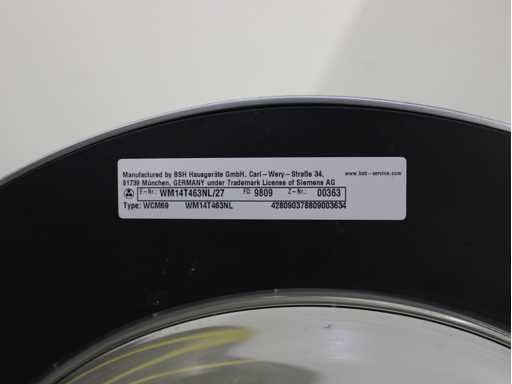 Manufactured by BSH Hausgeräte GmbH, Carl-Wery-Straße 34,
81739 München, GERMANY under Trademark License of Siemens AG
www.bsh-service.com
E-Nr.: WM14T463NL/27 FD: 9809 Z-Nr.: 00363
Type: WCM69 WM14T463NL 428090378809003634